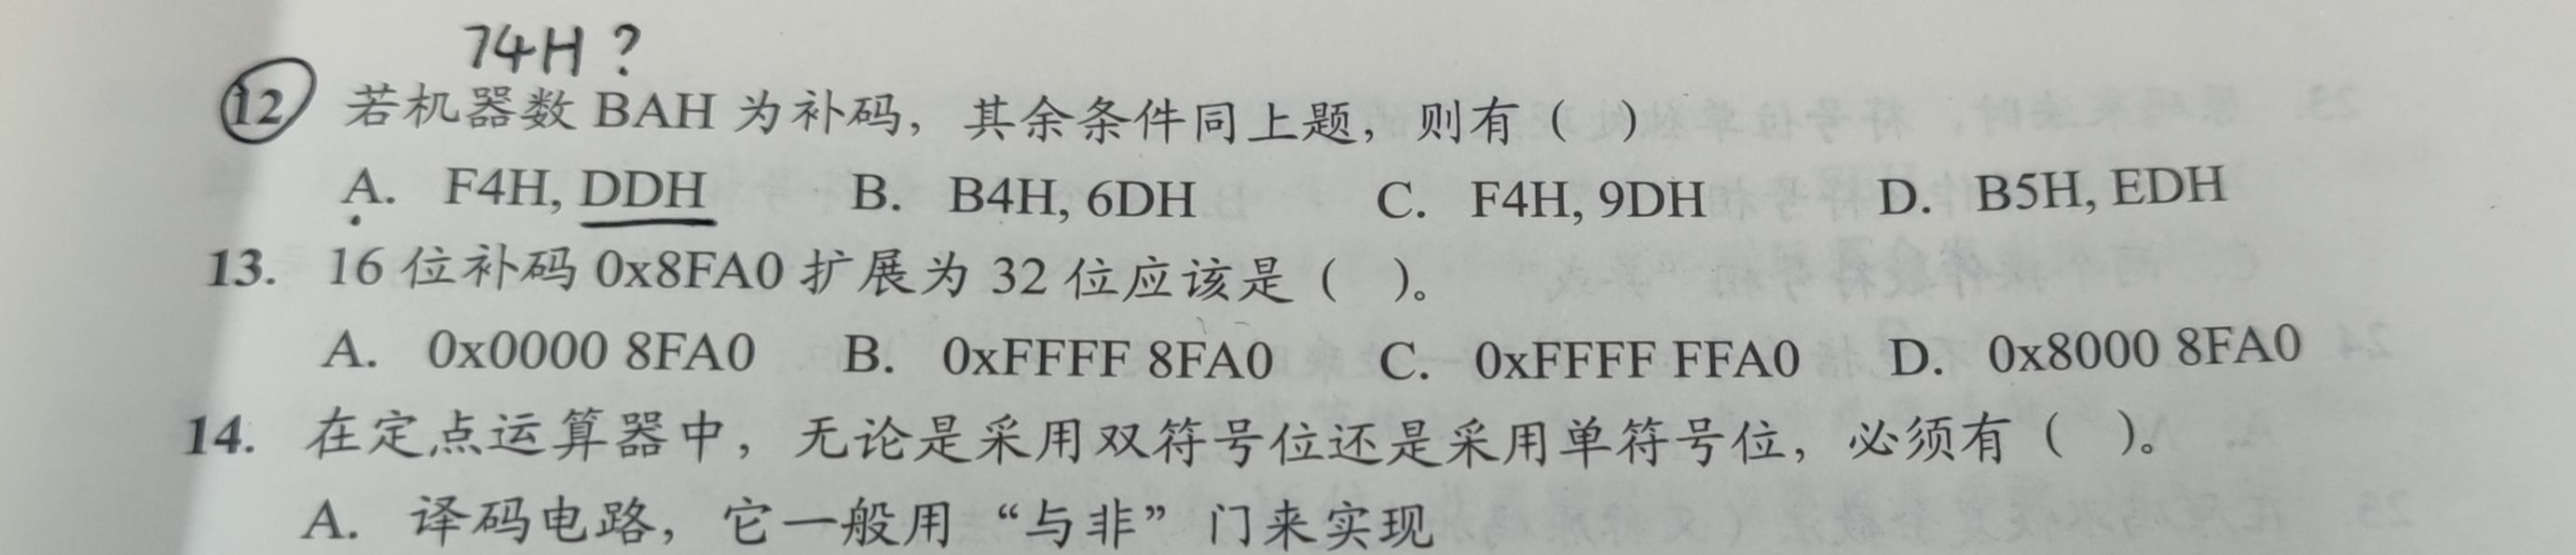 74H ?
12 若机器数 BAH 为补码，其余条件同上题，则有（ ）
A. F4H, DDH B. B4H, 6DH C. F4H, 9DH D. B5H, EDH
13. 16 位补码 0x8FA0 扩展为 32 位应该是（ ）。
A. 0x0000 8FA0 B. 0xFFFF 8FA0 C. 0xFFFF FFA0 D. 0x8000 8FA0
14. 在定点运算器中，无论是采用双符号位还是采用单符号位，必须有（ ）。
A. 译码电路，它一般用“与非”门来实现